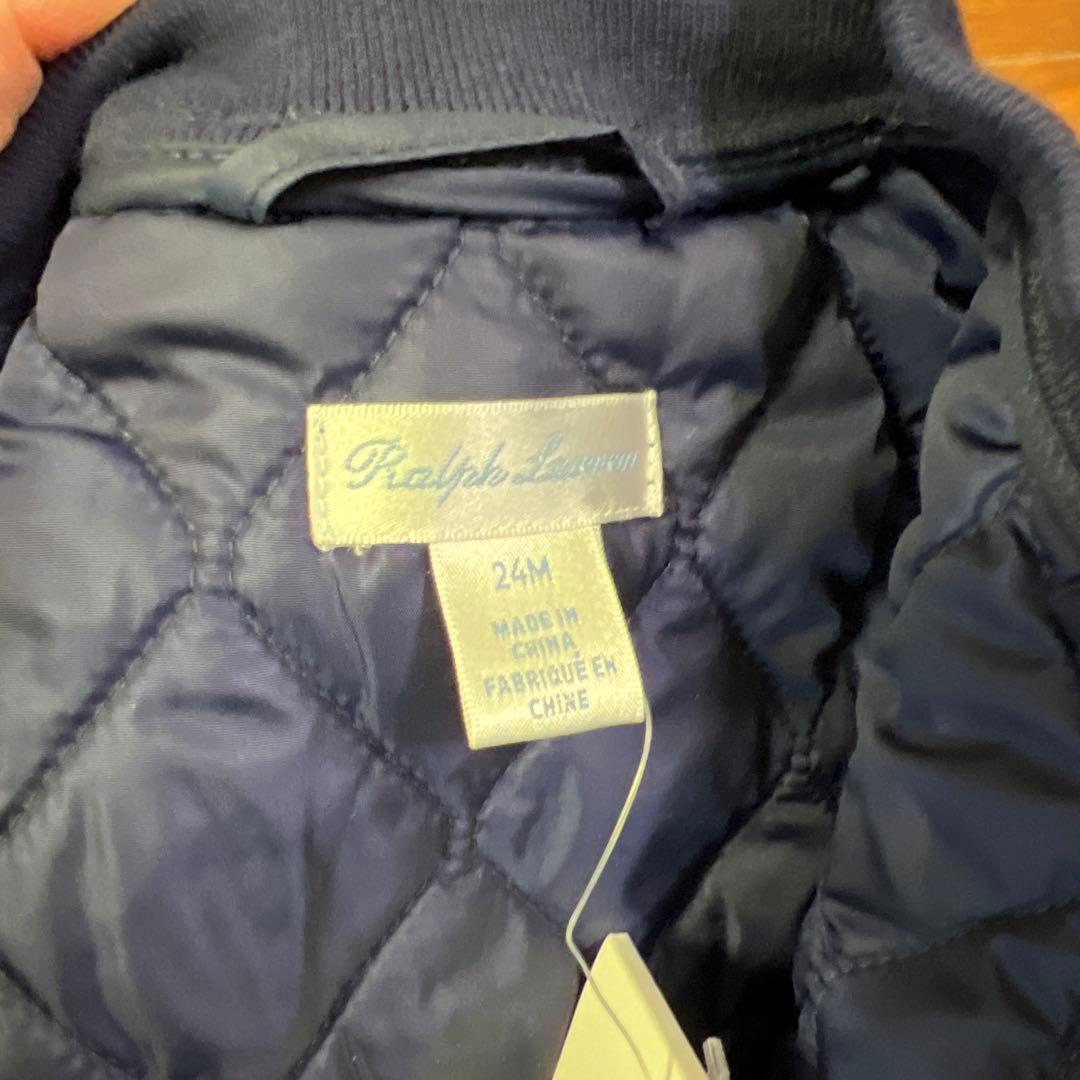 Ralph Lauren
24M
MADE IN
CHINA
FABRIQUÉ EN
CHINE